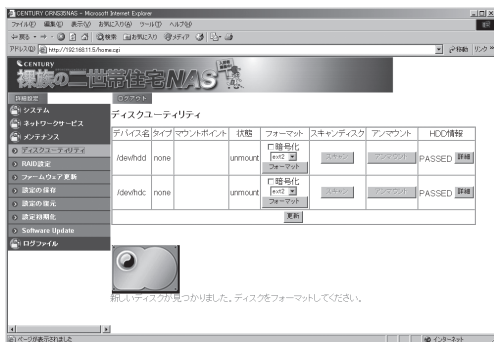 CENTURY CRNS35NAS - Microsoft Internet Explorer
ファイル(F) 編集(E) 表示(V) お気に入り(A) ツール(T) ヘルプ(H)
戻る 検索 お気に入り メディア
アドレス(D) http://192.168.11.5/home.cgi 移動 リンク
CENTURY
裸族の二世帯住宅NAS
詳細設定 ログアウト
システム
ネットワークサービス
メンテナンス
ディスクユーティリティ
RAID設定
ファームウェア更新
設定の保存
設定の復元
設定初期化
Software Update
ログファイル
ディスクユーティリティ
デバイス名 タイプ マウントポイント 状態 フォーマット スキャンディスク アンマウント HDD情報
/dev/hdd none unmount 暗号化 ext2 フォーマット スキャン アンマウント PASSED 詳細
/dev/hdc none unmount 暗号化 ext2 フォーマット スキャン アンマウント PASSED 詳細
更新
新しいディスクが見つかりました。ディスクをフォーマットしてください。
ページが表示されました インターネット